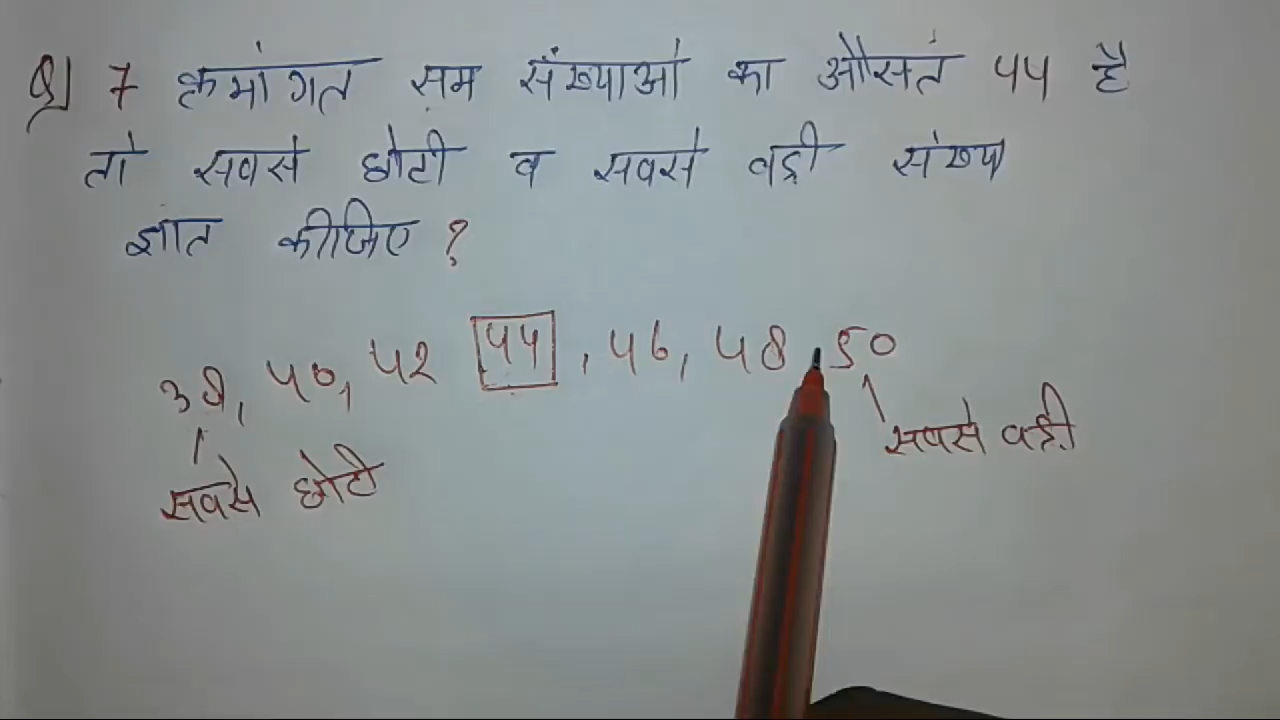 Q) 7 क्रमांगत सम संख्याओ का औसत 44 है
तो सबसे छोटी व सबसे बड़ी संख्या
ज्ञात कीजिए ?
38, 40, 42 44 , 46, 48, 50
सबसे छोटी
सबसे बड़ी